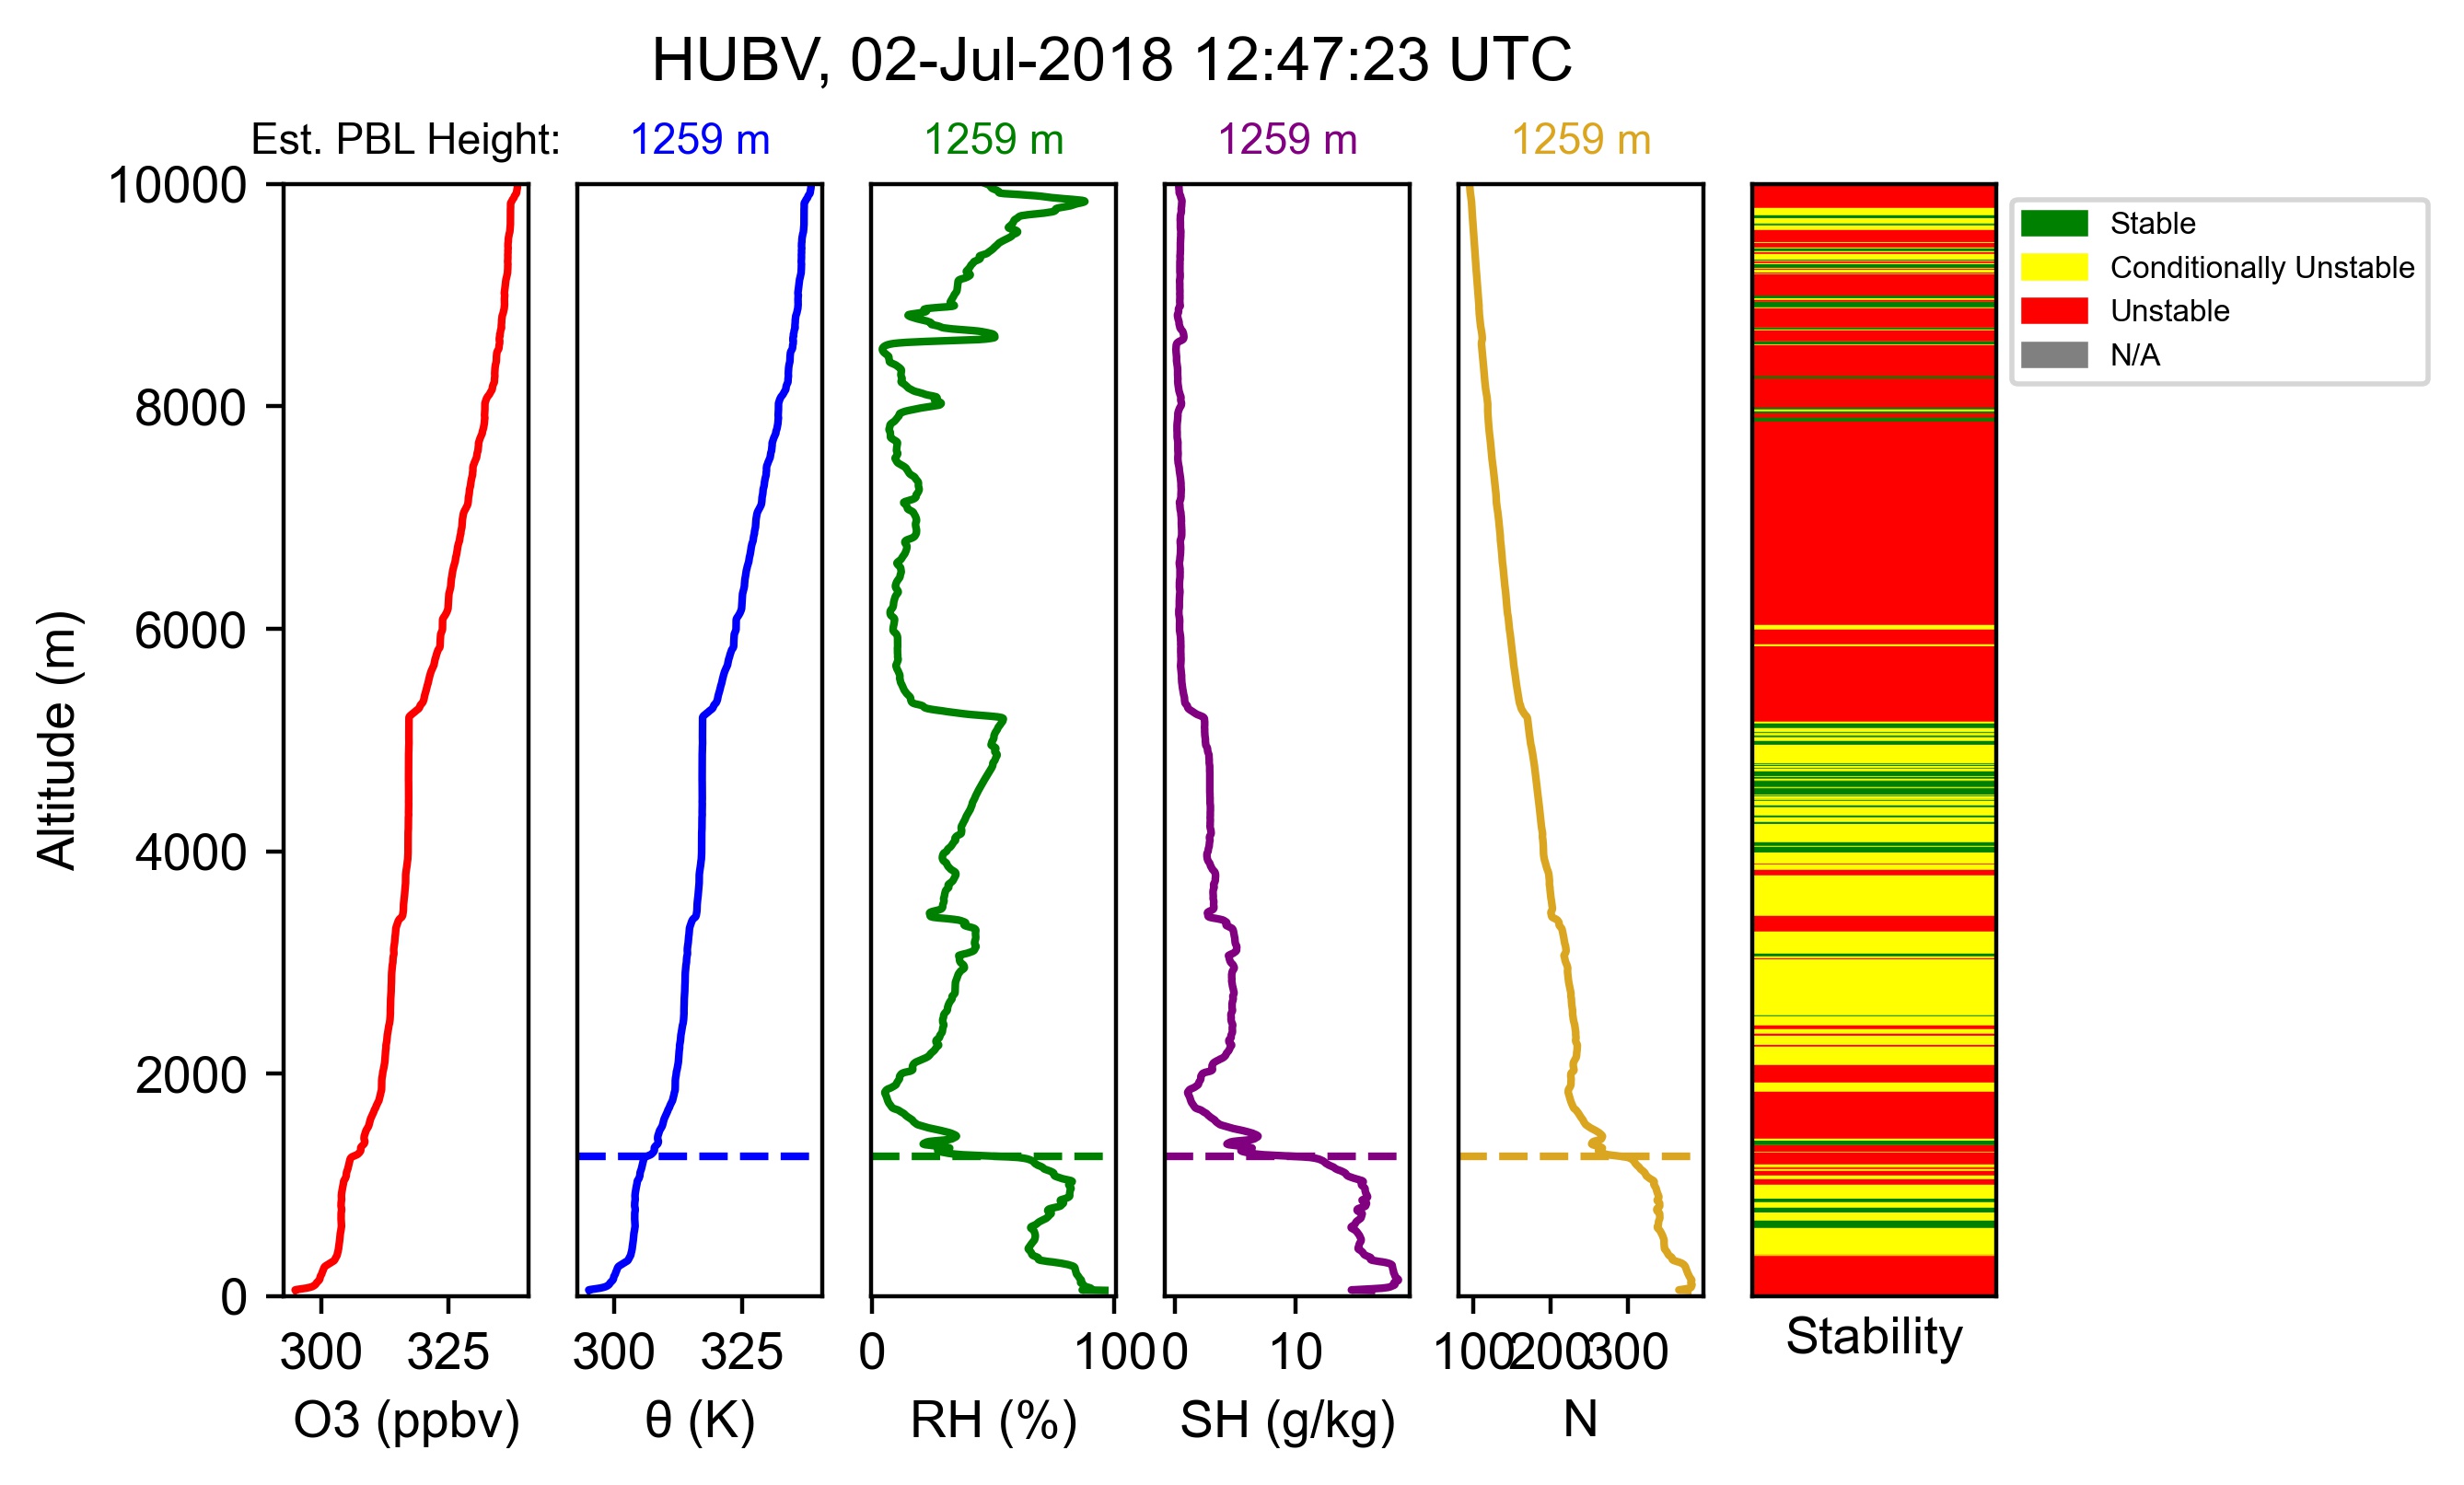 HUBV, 02-Jul-2018 12:47:23 UTC
Est. PBL Height: 1259 m 1259 m 1259 m 1259 m
10000
8000
6000
4000
2000
0
Altitude (m)
Stable
Conditionally Unstable
Unstable
N/A
300 325 300 325 0 100 0 10 100 200 300
Stability
O3 (ppbv) θ (K) RH (%) SH (g/kg) N